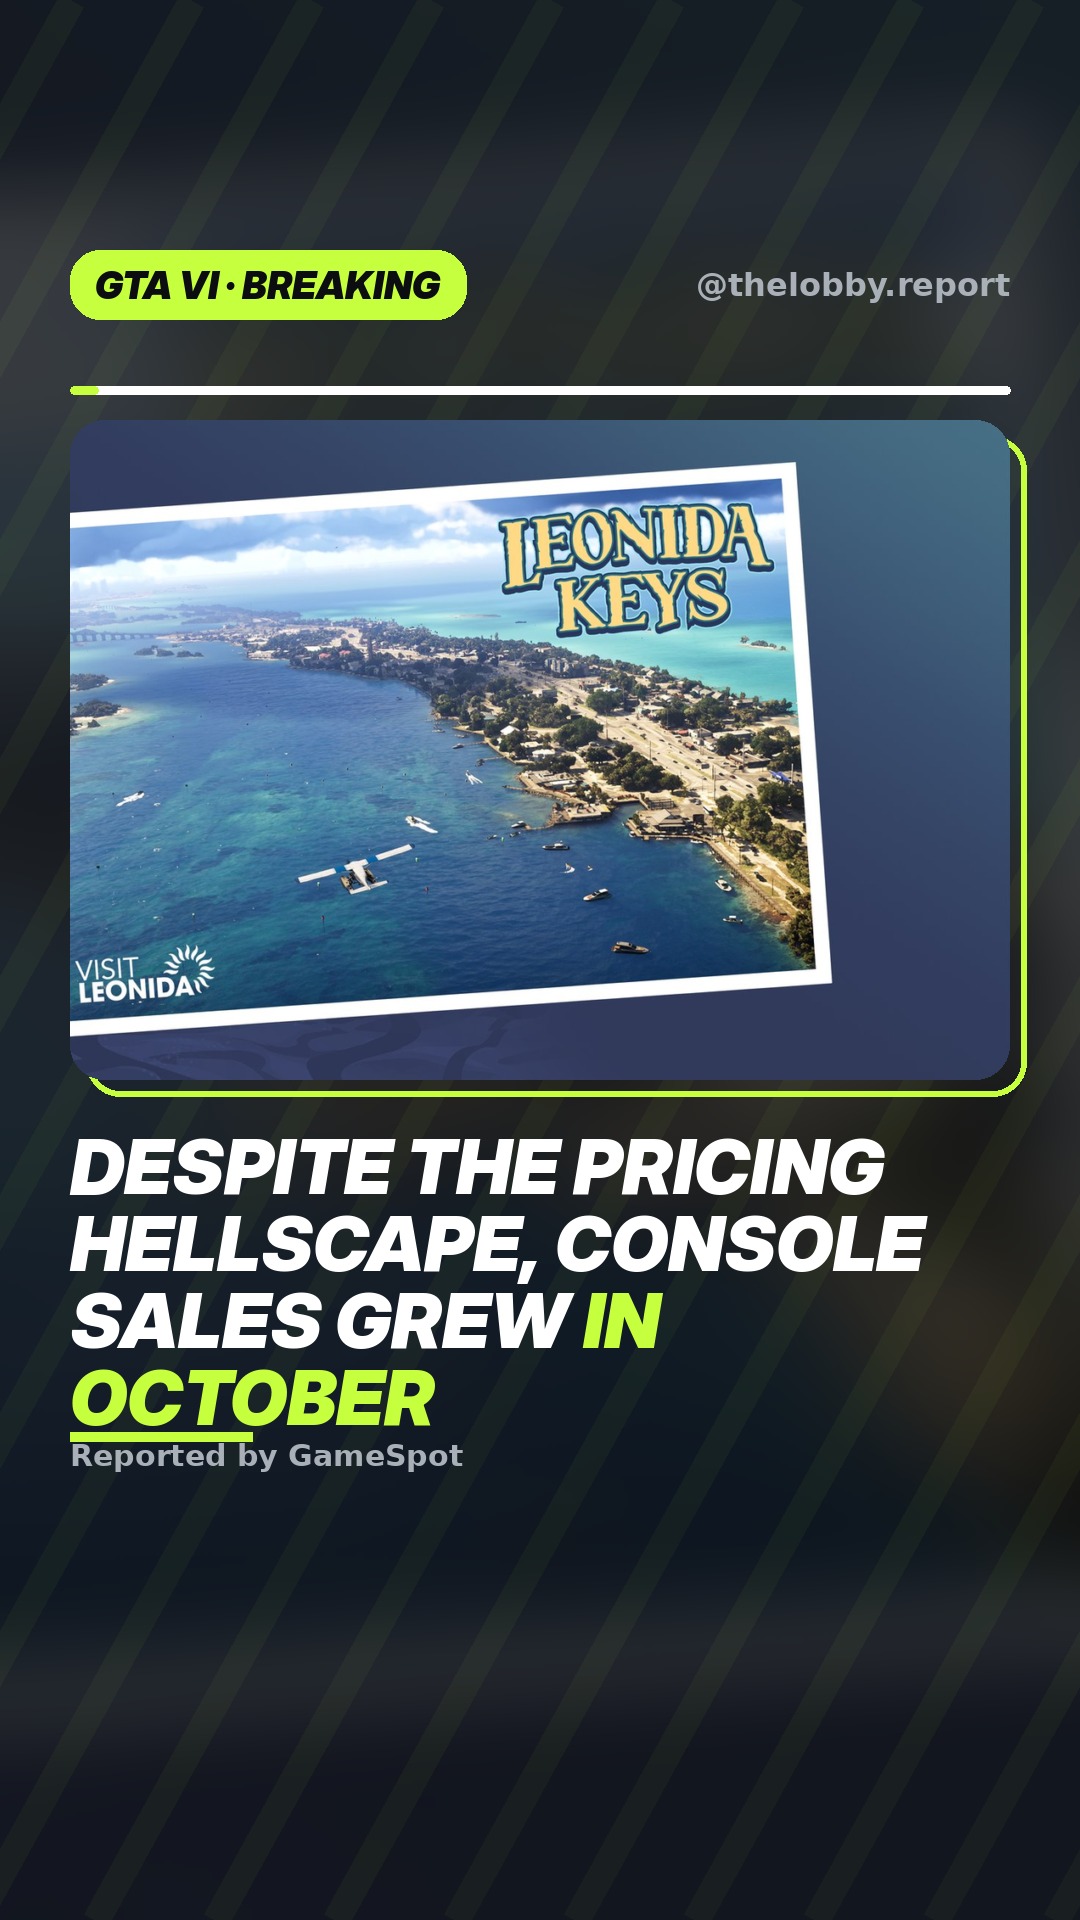 GTA VI · BREAKING
@thelobby.report
LEONIDA
KEYS
VISIT
LEONIDA
DESPITE THE PRICING
HELLSCAPE, CONSOLE
SALES GREW IN
OCTOBER
Reported by GameSpot